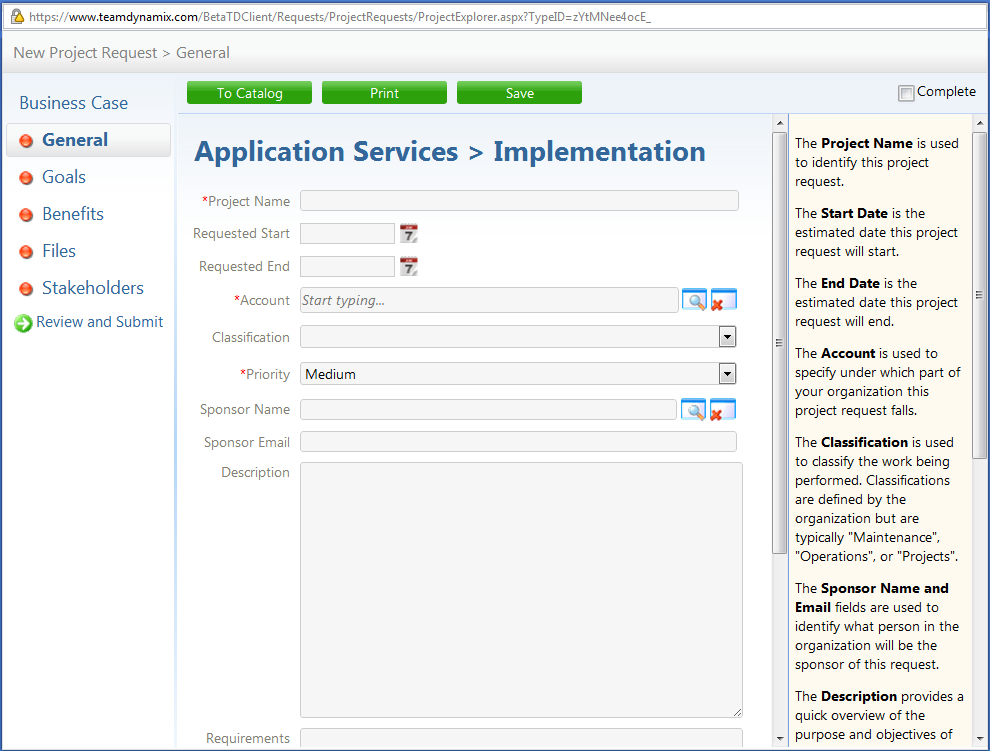 https://www.teamdynamix.com/BetaTDClient/Requests/ProjectRequests/ProjectExplorer.aspx?TypeID=zYtMNee4ocE_
New Project Request > General
Business Case
General
Goals
Benefits
Files
Stakeholders
Review and Submit
To Catalog
Print
Save
Complete
Application Services > Implementation
*Project Name
Requested Start
7
Requested End
7
*Account
Start typing...
Classification
*Priority
Medium
Sponsor Name
Sponsor Email
Description
Requirements
The Project Name is used
to identify this project
request.
The Start Date is the
estimated date this project
request will start.
The End Date is the
estimated date this project
request will end.
The Account is used to
specify under which part of
your organization this
project request falls.
The Classification is used
to classify the work being
performed. Classifications
are defined by the
organization but are
typically "Maintenance",
"Operations", or "Projects".
The Sponsor Name and
Email fields are used to
identify what person in the
organization will be the
sponsor of this request.
The Description provides a
quick overview of the
purpose and objectives of